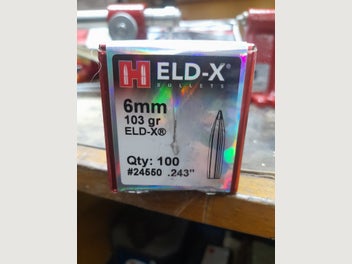 H ELD-X®
BULLETS
6mm
103 gr
ELD-X®
Qty: 100
#24550 .243"